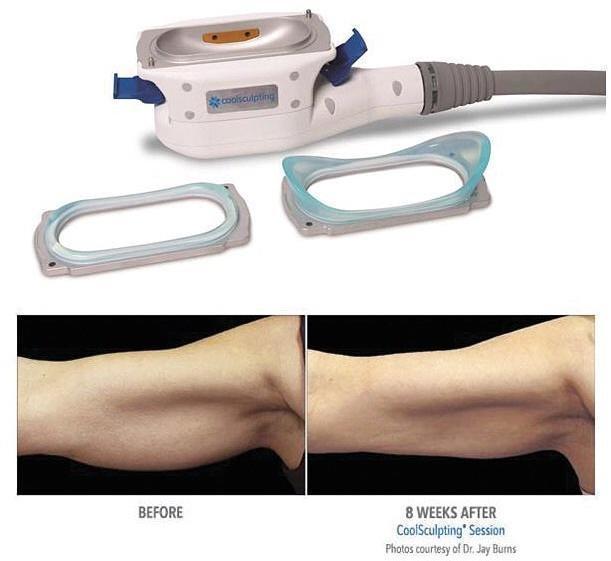 coolsculpting
BEFORE
8 WEEKS AFTER
CoolSculpting® Session
Photos courtesy of Dr. Jay Burns